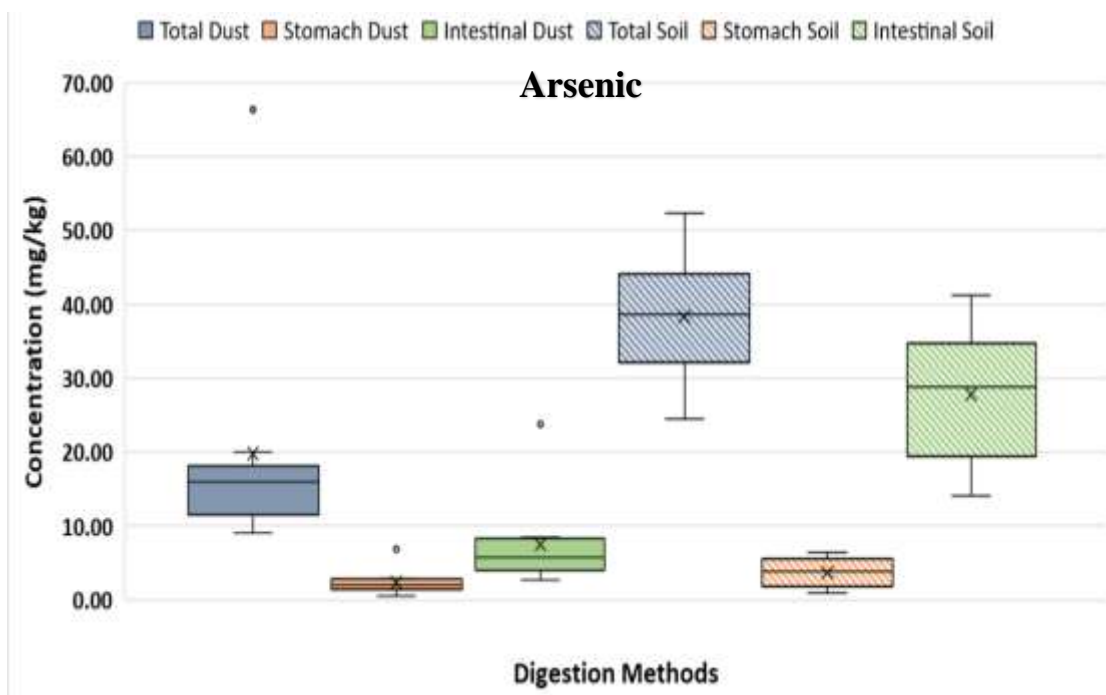 Total Dust Stomach Dust Intestinal Dust Total Soil Stomach Soil Intestinal Soil
Arsenic
70.00
60.00
50.00
40.00
30.00
20.00
10.00
0.00
Concentration (mg/kg)
Digestion Methods